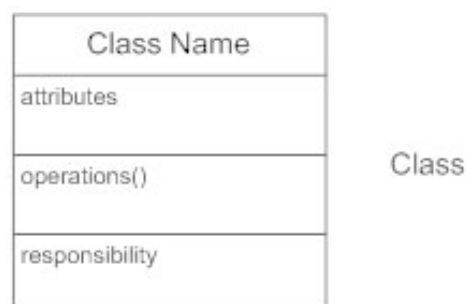 Class Name
attributes
operations()
Class
responsibility